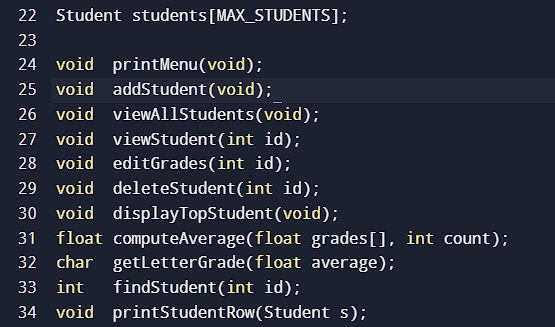 22 Student students[MAX_STUDENTS];
23
24 void  printMenu(void);
25 void  addStudent(void);
26 void  viewAllStudents(void);
27 void  viewStudent(int id);
28 void  editGrades(int id);
29 void  deleteStudent(int id);
30 void  displayTopStudent(void);
31 float computeAverage(float grades[], int count);
32 char  getLetterGrade(float average);
33 int   findStudent(int id);
34 void  printStudentRow(Student s);